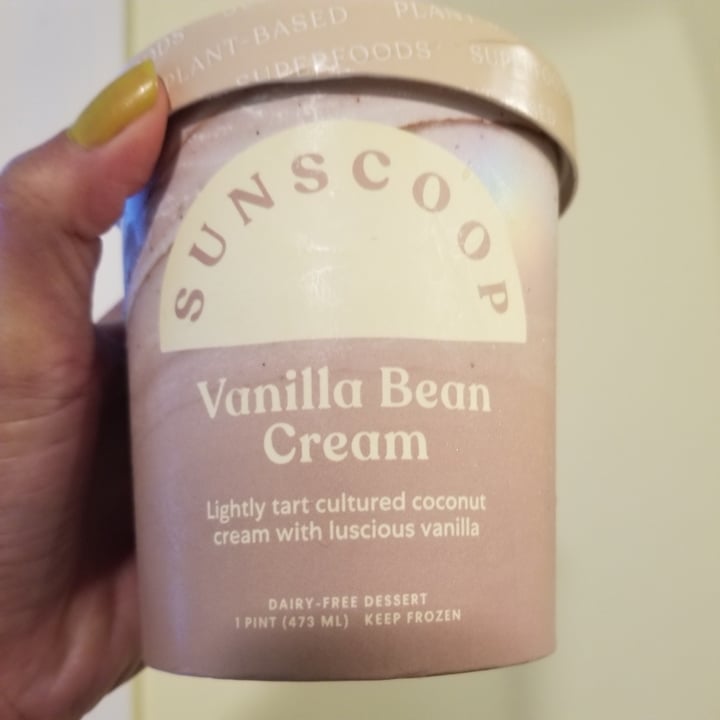 PLANT-BASED PLANT
SUPERFOODS
SUNSCOOP
Vanilla Bean
Cream
Lightly tart cultured coconut
cream with luscious vanilla
DAIRY-FREE DESSERT
1 PINT (473 ML) KEEP FROZEN